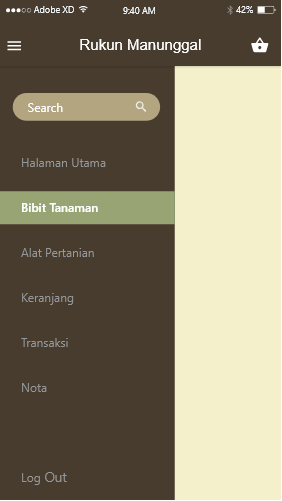 Adobe XD 9:40 AM 42%
Rukun Manunggal
Search
Halaman Utama
Bibit Tanaman
Alat Pertanian
Keranjang
Transaksi
Nota
Log Out